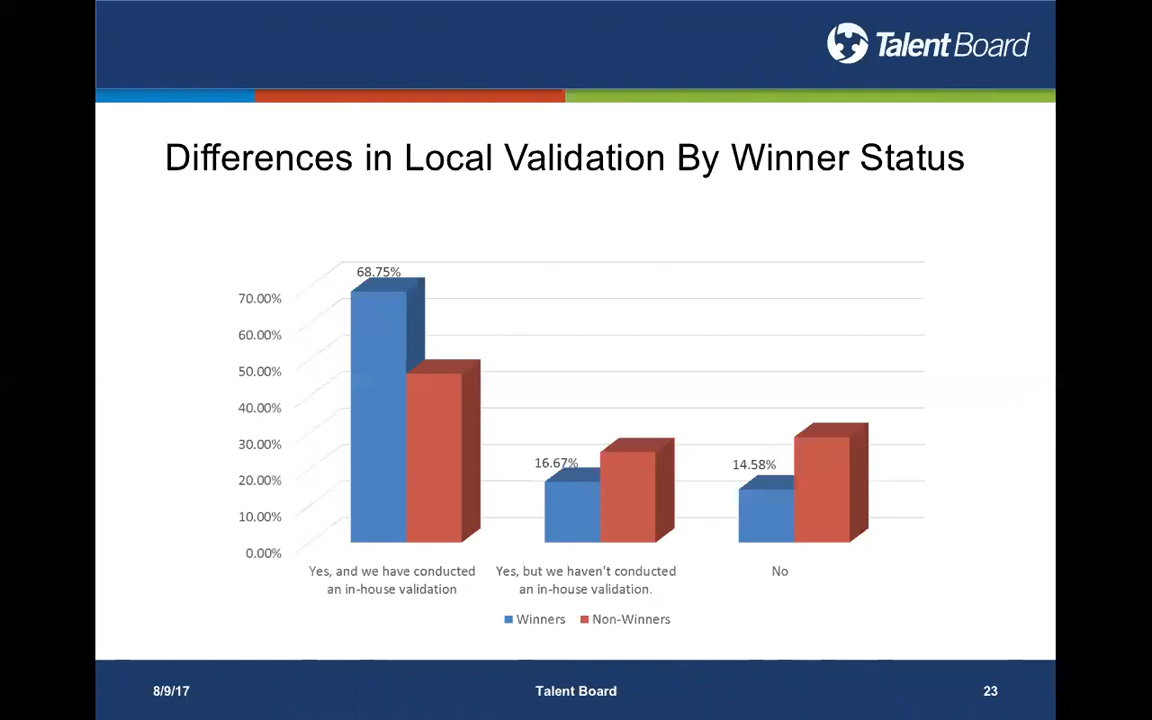 Talent Board
Differences in Local Validation By Winner Status
68.75%
70.00%
60.00%
50.00%
40.00%
30.00%
20.00%
10.00%
0.00%
16.67%
14.58%
Yes, and we have conducted
an in-house validation
Yes, but we haven't conducted
an in-house validation.
No
Winners
Non-Winners
8/9/17
Talent Board
23